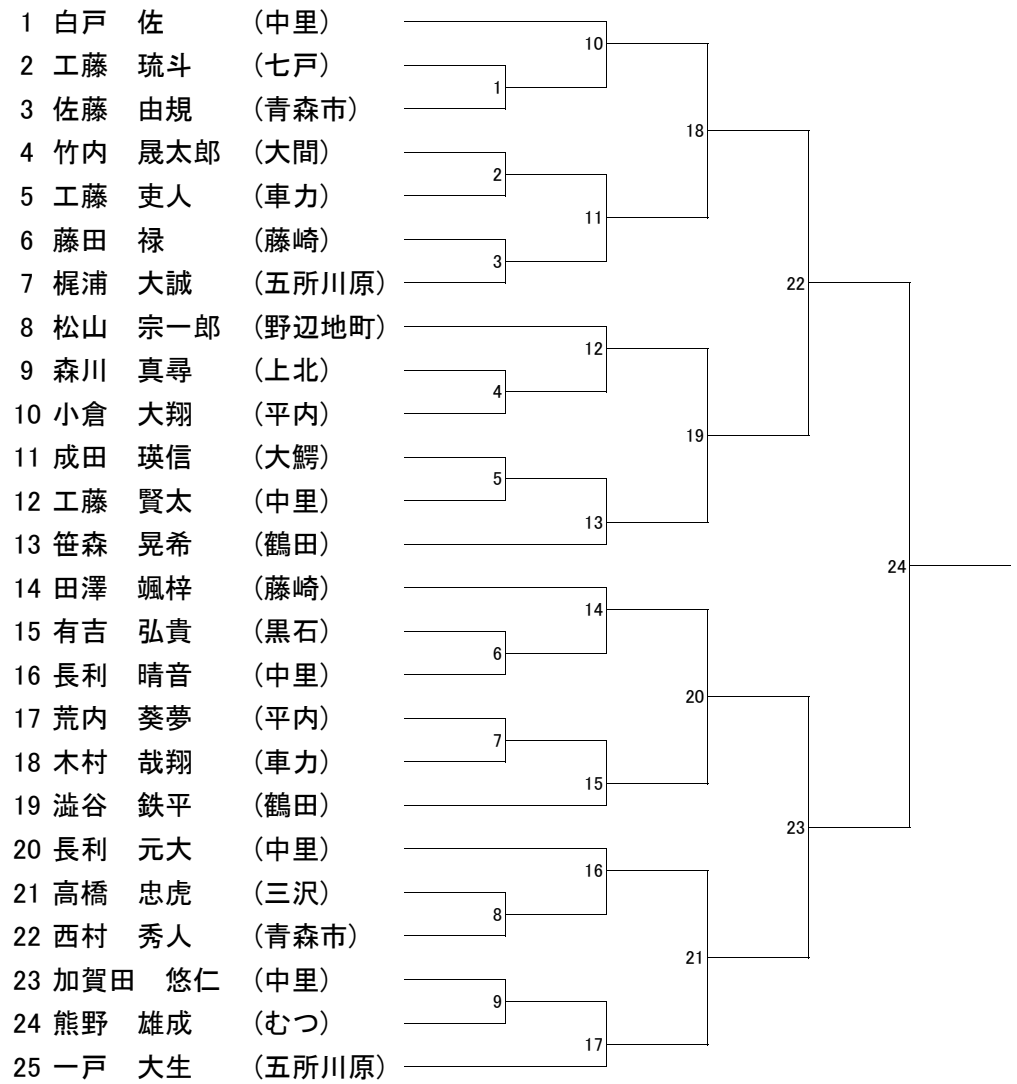 1 白戸 佐 (中里)
10
2 工藤 琉斗 (七戸)
1
3 佐藤 由規 (青森市)
18
4 竹内 晟太郎 (大間)
2
5 工藤 吏人 (車力)
11
6 藤田 禄 (藤崎)
3
7 梶浦 大誠 (五所川原)
22
8 松山 宗一郎 (野辺地町)
12
9 森川 真尋 (上北)
4
10 小倉 大翔 (平内)
19
11 成田 瑛信 (大鰐)
5
12 工藤 賢太 (中里)
13
13 笹森 晃希 (鶴田)
24
14 田澤 颯梓 (藤崎)
14
15 有吉 弘貴 (黒石)
6
16 長利 晴音 (中里)
20
17 荒内 葵夢 (平内)
7
18 木村 哉翔 (車力)
15
19 澁谷 鉄平 (鶴田)
23
20 長利 元大 (中里)
16
21 高橋 忠虎 (三沢)
8
22 西村 秀人 (青森市)
21
23 加賀田 悠仁 (中里)
9
24 熊野 雄成 (むつ)
17
25 一戸 大生 (五所川原)